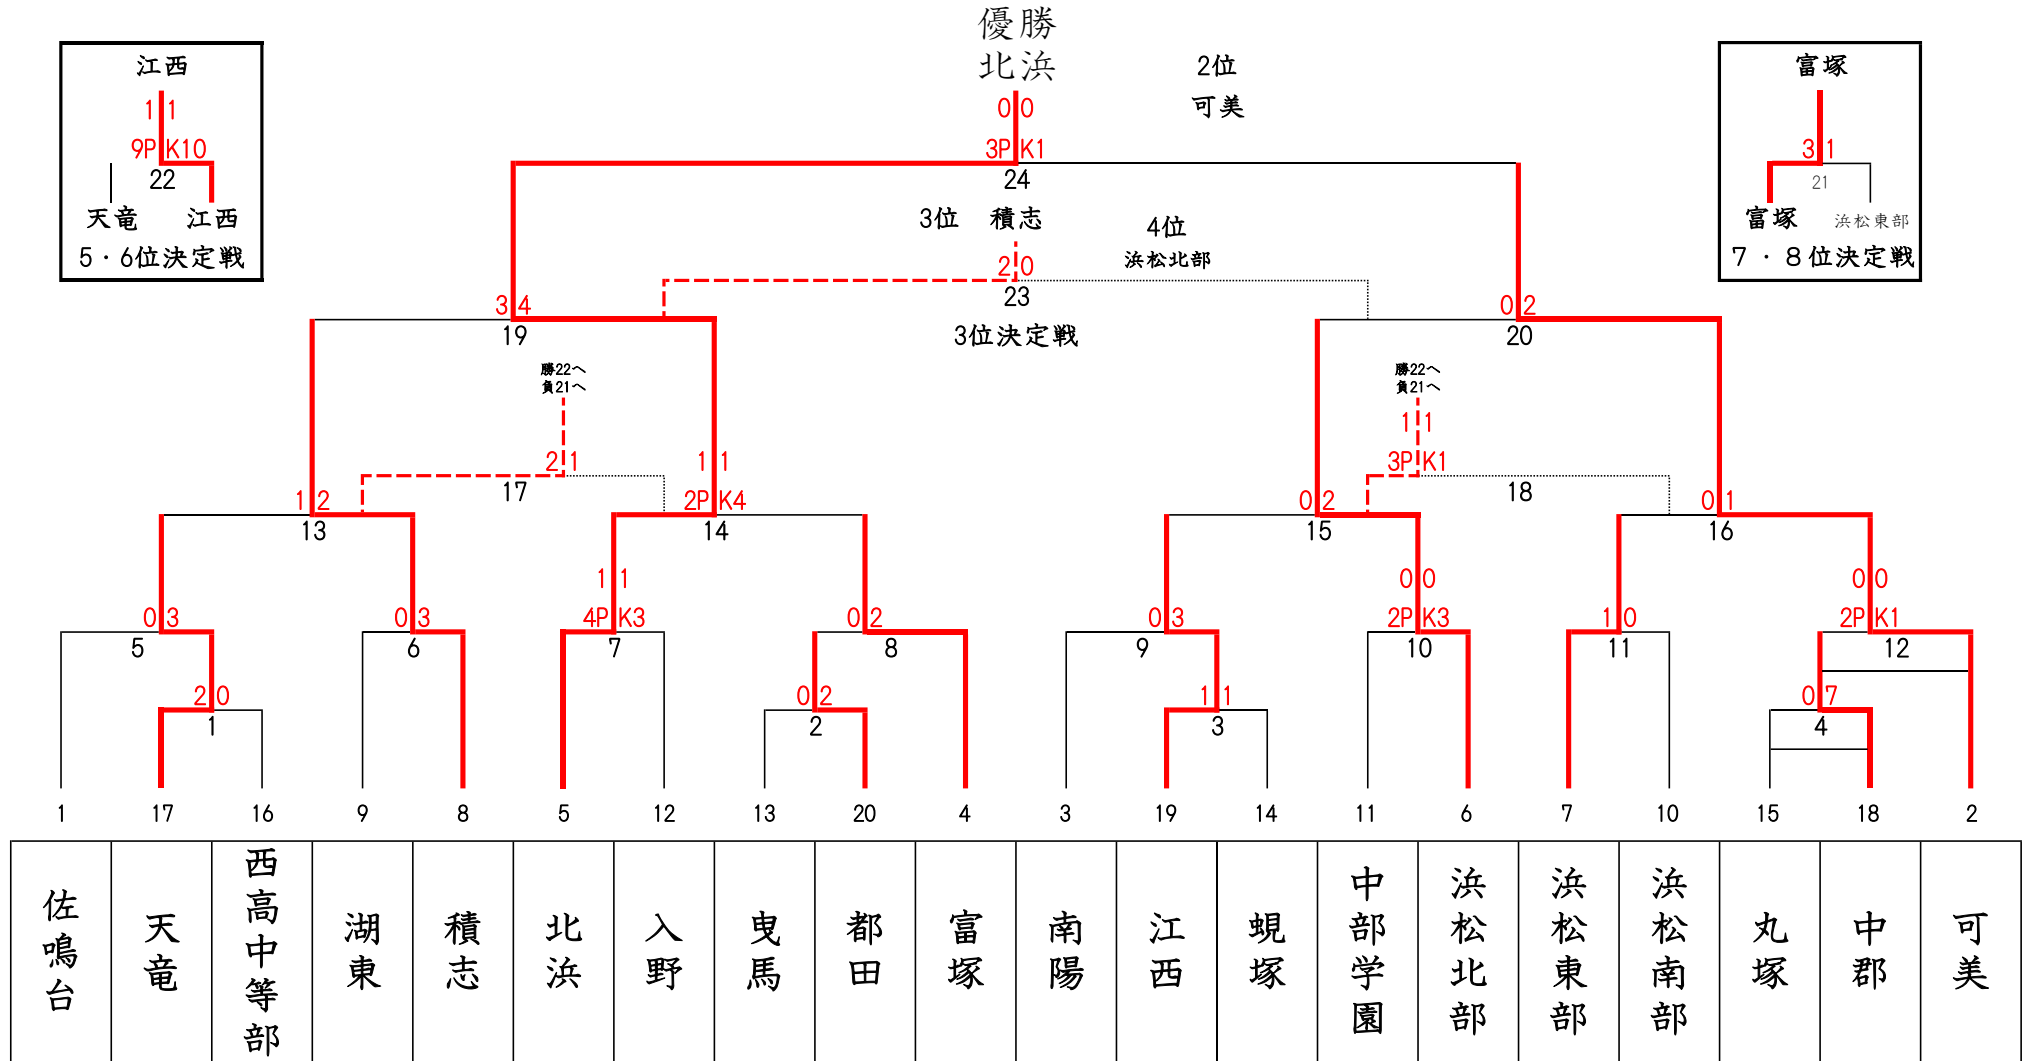 優勝
北浜
2位
可美
江西
1 1
9P K10
22
天竜 江西
5・6位決定戦
富塚
3 1
21
富塚 浜松東部
7・8位決定戦
0 0
3P K1
24
3位 積志
4位
浜松北部
2 0
23
3位決定戦
3 4
19
0 2
20
勝22へ
負21へ
2 1
17
勝22へ
負21へ
1 1
3P K1
18
1 2
13
1 1
2P K4
14
0 2
15
0 1
16
0 3
5
0 3
6
1 1
4P K3
7
0 2
8
0 3
9
0 0
2P K3
10
1 0
11
0 0
2P K1
12
2 0
1
0 2
2
1 1
3
0 7
4
1 17 16 9 8 5 12 13 20 4 3 19 14 11 6 7 10 15 18 2
佐鳴台
天竜
西高中等部
湖東
積志
北浜
入野
曳馬
都田
富塚
南陽
江西
蜆塚
中部学園
浜松北部
浜松東部
浜松南部
丸塚
中郡
可美